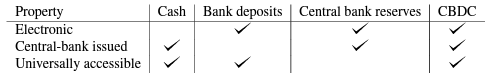 Property Cash Bank deposits Central bank reserves CBDC
Electronic ✓ ✓ ✓
Central-bank issued ✓ ✓ ✓
Universally accessible ✓ ✓ ✓